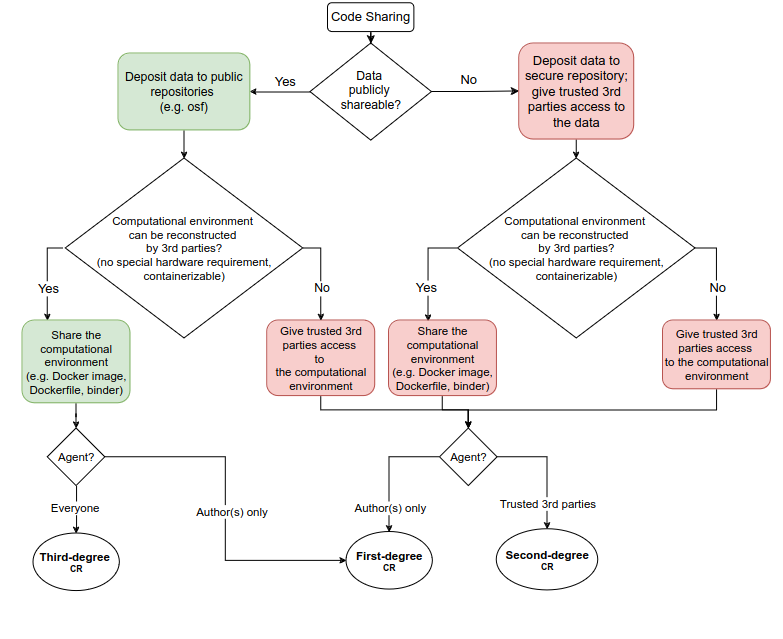 Code Sharing
Data
publicly
shareable?
Yes
No
Deposit data to public
repositories
(e.g. osf)
Deposit data to
secure repository;
give trusted 3rd
parties access to
the data
Computational environment
can be reconstructed
by 3rd parties?
(no special hardware requirement,
containerizable)
Computational environment
can be reconstructed
by 3rd parties?
(no special hardware requirement,
containerizable)
Yes
No
Yes
No
Share the
computational
environment
(e.g. Docker image,
Dockerfile, binder)
Give trusted 3rd
parties access
to
the computational
environment
Share the
computational
environment
(e.g. Docker image,
Dockerfile, binder)
Give trusted 3rd
parties access
to the computational
environment
Agent?
Agent?
Everyone
Author(s) only
Author(s) only
Trusted 3rd parties
Third-degree
CR
First-degree
CR
Second-degree
CR